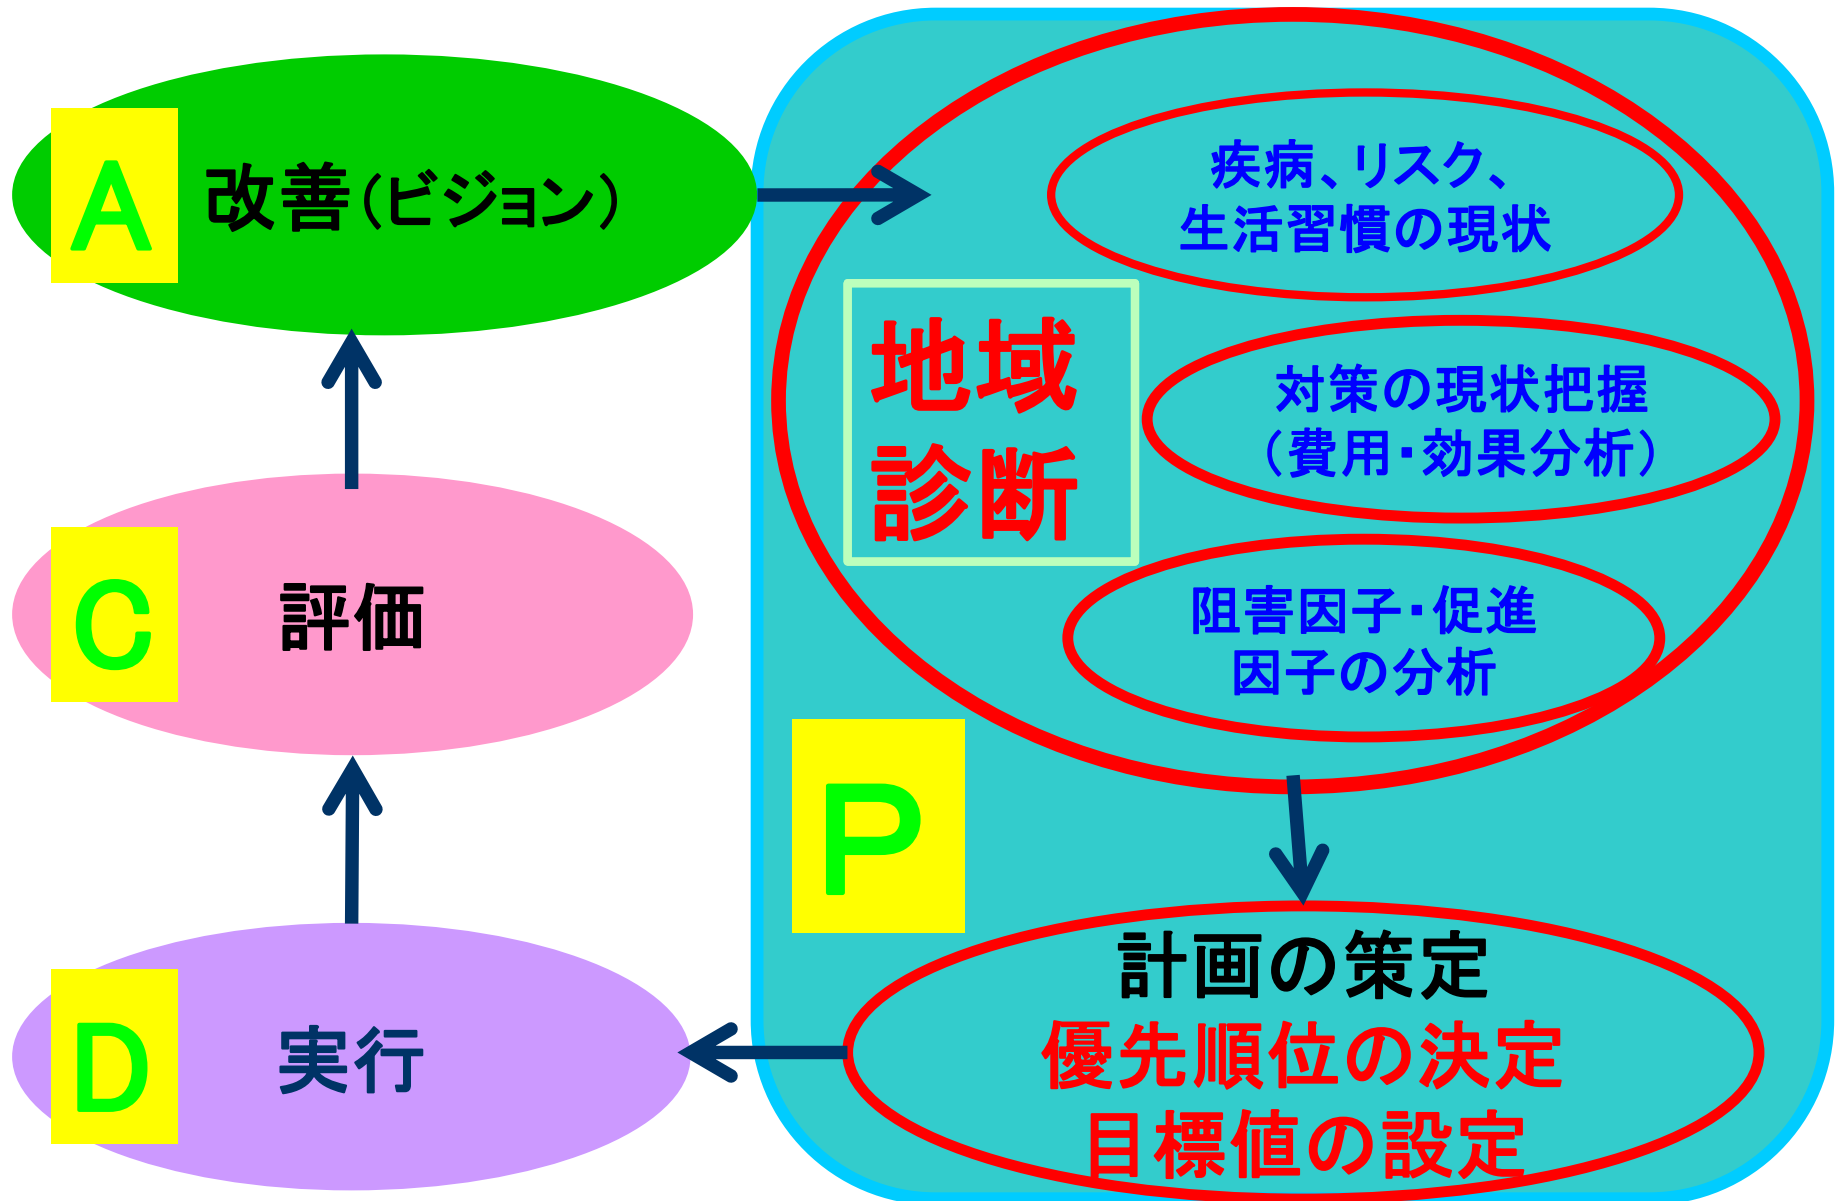 A
改善(ビジョン)
C
評価
D
実行
疾病、リスク、
生活習慣の現状
地域
診断
対策の現状把握
(費用・効果分析)
阻害因子・促進
因子の分析
P
計画の策定
優先順位の決定
目標値の設定